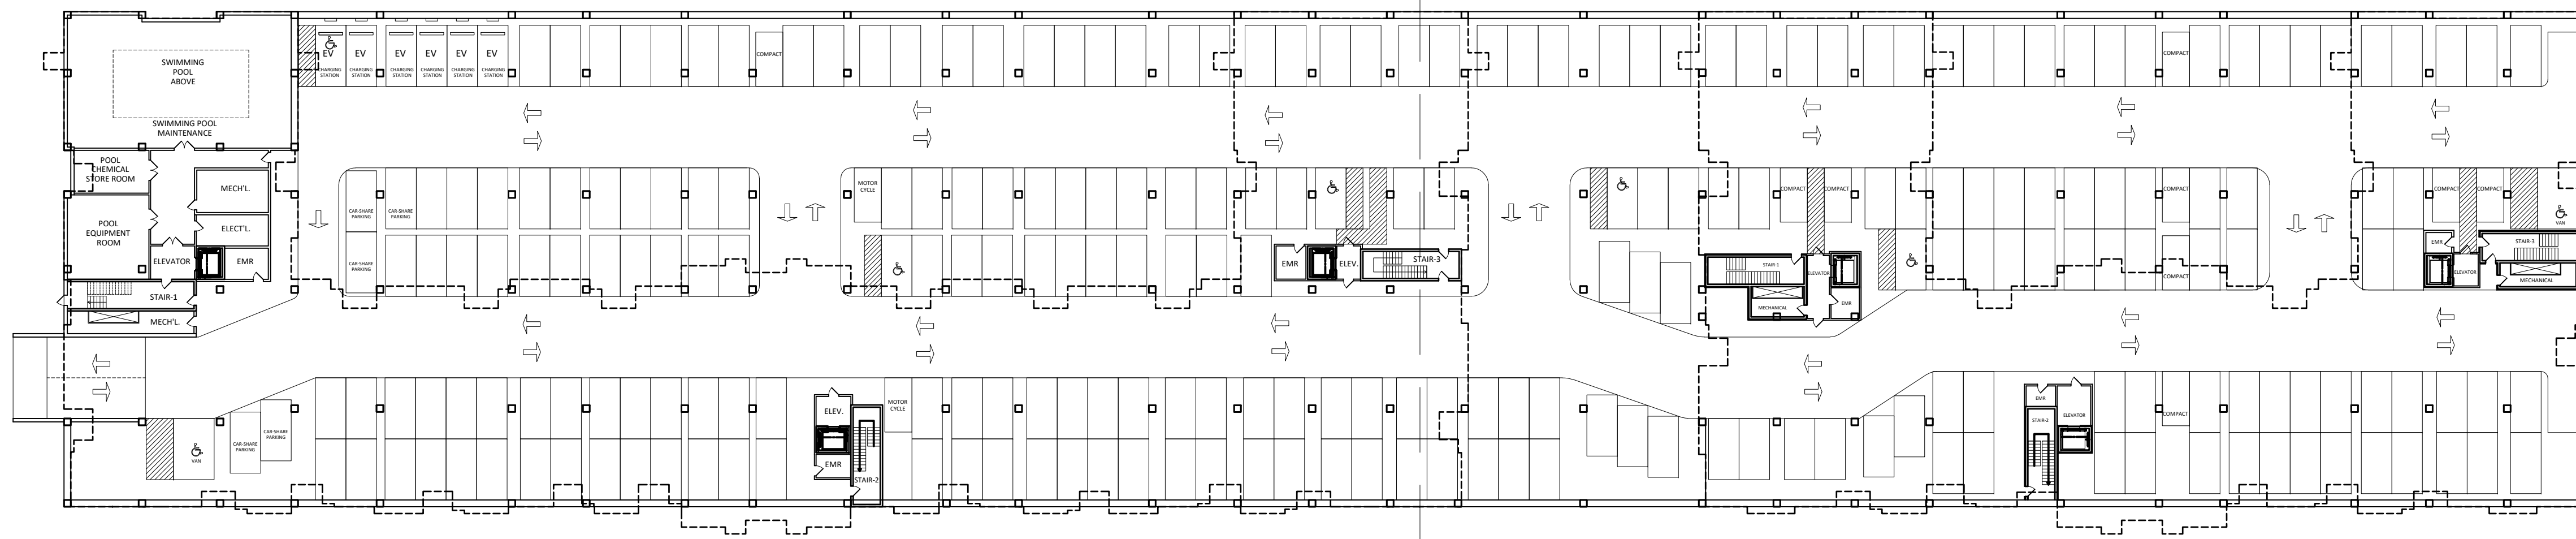 SWIMMING
POOL
ABOVE
SWIMMING POOL
MAINTENANCE
EV
CHARGING
STATION
EV
CHARGING
STATION
EV
CHARGING
STATION
EV
CHARGING
STATION
EV
CHARGING
STATION
EV
CHARGING
STATION
COMPACT
COMPACT
POOL
CHEMICAL
STORE ROOM
MECH'L.
POOL
EQUIPMENT
ROOM
ELECT'L.
ELEVATOR
EMR
STAIR-1
MECH'L.
CAR-SHARE
PARKING
CAR-SHARE
PARKING
CAR-SHARE
PARKING
MOTOR
CYCLE
EMR
ELEV.
STAIR-3
COMPACT
COMPACT
STAIR-1
ELEVATOR
MECHANICAL
EMR
COMPACT
COMPACT
COMPACT
COMPACT
VAN
EMR
STAIR-3
ELEVATOR
MECHANICAL
VAN
CAR-SHARE
PARKING
CAR-SHARE
PARKING
ELEV.
EMR
STAIR-2
MOTOR
CYCLE
EMR
ELEVATOR
STAIR-2
COMPACT